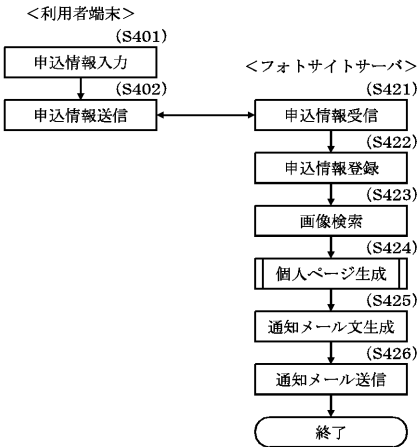 ＜利用者端末＞
(S401)
申込情報入力
(S402)
申込情報送信
＜フォトサイトサーバ＞
(S421)
申込情報受信
(S422)
申込情報登録
(S423)
画像検索
(S424)
個人ページ生成
(S425)
通知メール文生成
(S426)
通知メール送信
終了